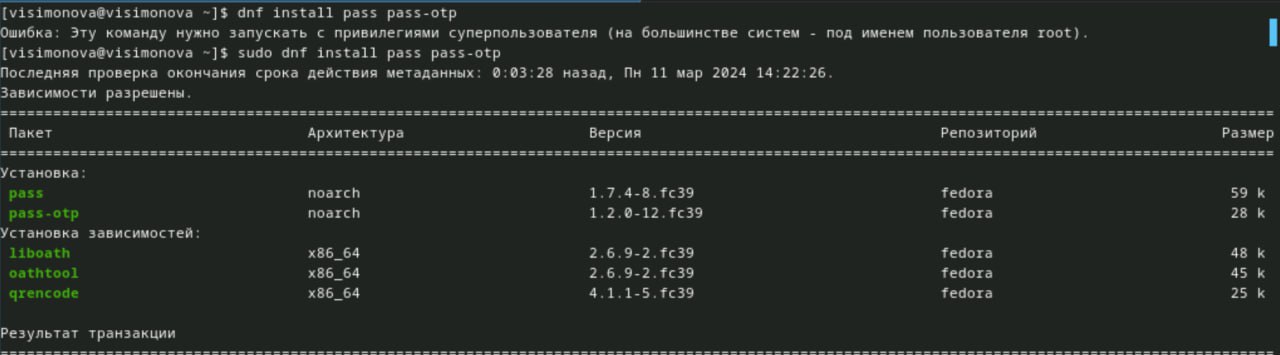 [visimonova@visimonova ~]$ dnf install pass pass-otp
Ошибка: Эту команду нужно запускать с привилегиями суперпользователя (на большинстве систем - под именем пользователя root).
[visimonova@visimonova ~]$ sudo dnf install pass pass-otp
Последняя проверка окончания срока действия метаданных: 0:03:28 назад, Пн 11 мар 2024 14:22:26.
Зависимости разрешены.
================================================================================
Пакет Архитектура Версия Репозиторий Размер
================================================================================
Установка:
pass noarch 1.7.4-8.fc39 fedora 59 k
pass-otp noarch 1.2.0-12.fc39 fedora 28 k
Установка зависимостей:
liboath x86_64 2.6.9-2.fc39 fedora 48 k
oathtool x86_64 2.6.9-2.fc39 fedora 45 k
qrencode x86_64 4.1.1-5.fc39 fedora 25 k
Результат транзакции
================================================================================